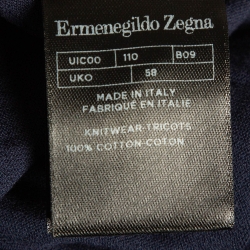 Ermenegildo Zegna
UIC00 110 B09
UKO 58
MADE IN ITALY
FABRIQUÉ EN ITALIE
KNITWEAR-TRICOTS
100% COTTON-COTON